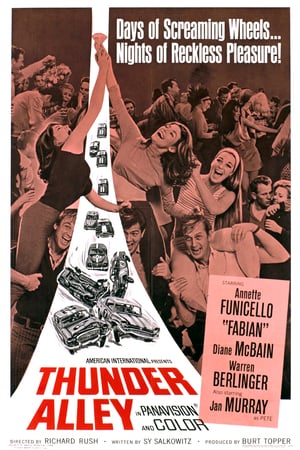 Days of Screaming Wheels...
Nights of Reckless Pleasure!
STARRING
Annette
FUNICELLO
"FABIAN"
Diane McBAIN
Warren
BERLINGER
Also starring
Jan MURRAY
as PETE
AMERICAN INTERNATIONAL PRESENTS
THUNDER
ALLEY
IN PANAVISION
AND COLOR
DIRECTED BY RICHARD RUSH WRITTEN BY SY SALKOWITZ PRODUCED BY BURT TOPPER